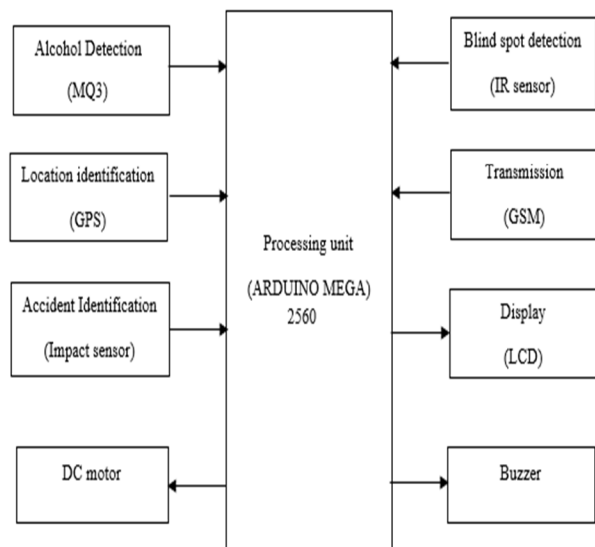 Alcohol Detection
(MQ3)
Location identification
(GPS)
Accident Identification
(Impact sensor)
DC motor
Processing unit
(ARDUINO MEGA)
2560
Blind spot detection
(IR sensor)
Transmission
(GSM)
Display
(LCD)
Buzzer